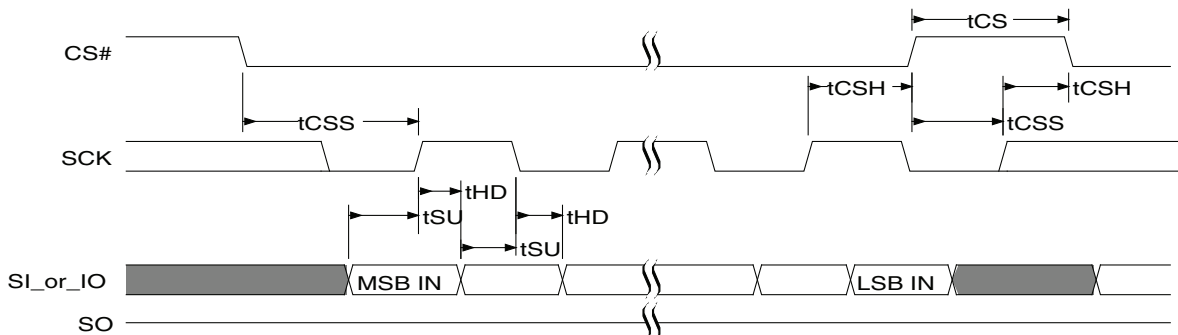 tCS
CS#
tCSH
tCSH
tCSS
tCSS
SCK
tHD
tSU
tHD
tSU
SI_or_IO
MSB IN
LSB IN
SO